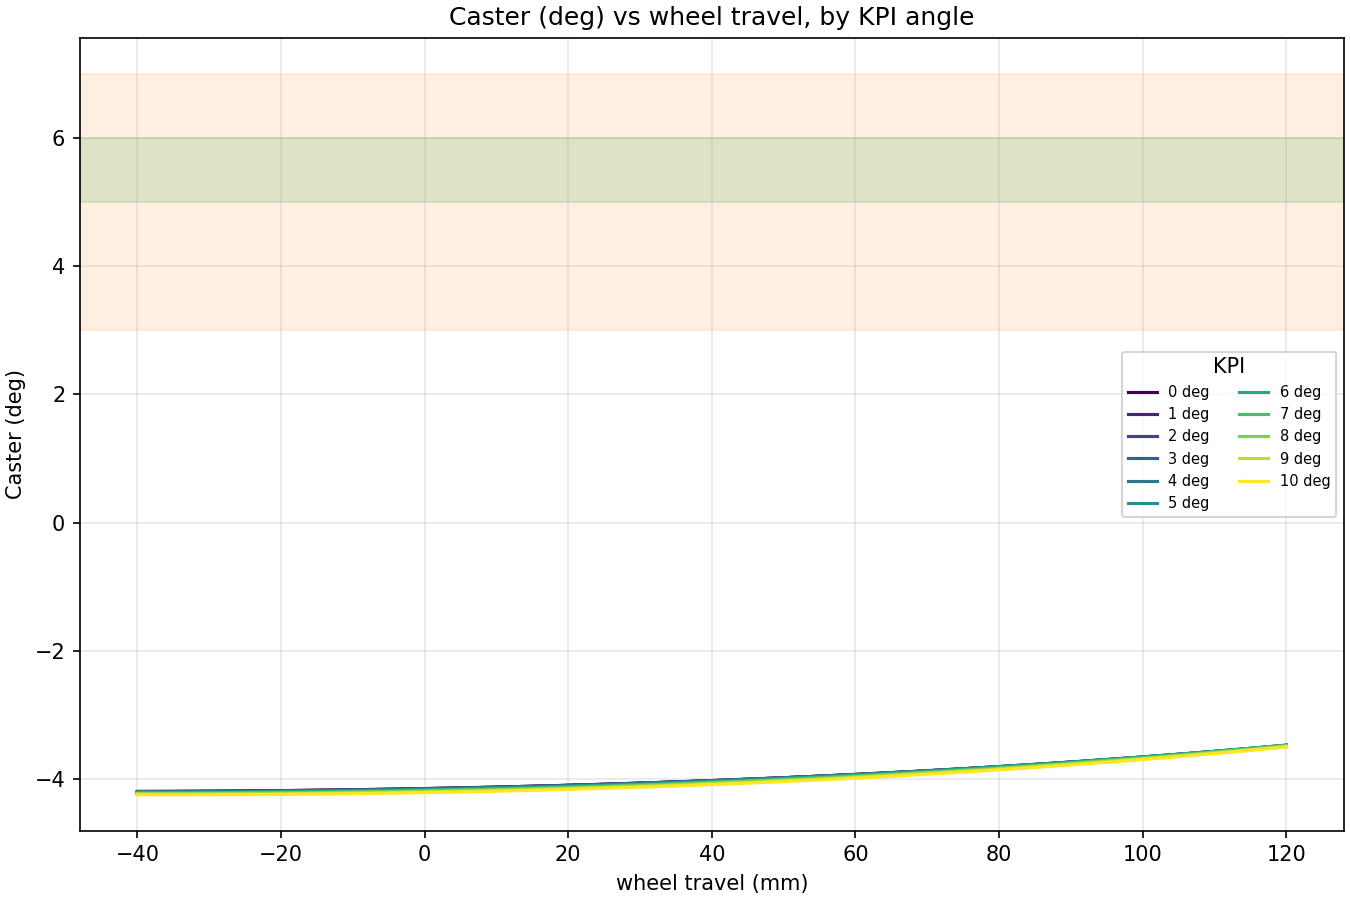 Caster (deg) vs wheel travel, by KPI angle
Caster (deg)
6
4
2
0
−2
−4
KPI
0 deg
1 deg
2 deg
3 deg
4 deg
5 deg
6 deg
7 deg
8 deg
9 deg
10 deg
−40
−20
0
20
40
60
80
100
120
wheel travel (mm)